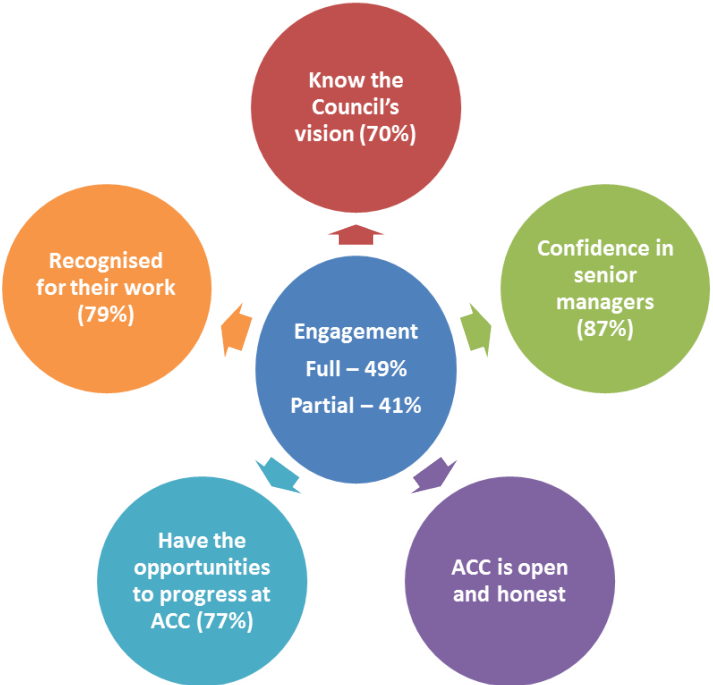 Know the
Council's
vision (70%)
Recognised
for their work
(79%)
Confidence in
senior
managers
(87%)
Engagement
Full – 49%
Partial – 41%
Have the
opportunities
to progress at
ACC (77%)
ACC is open
and honest